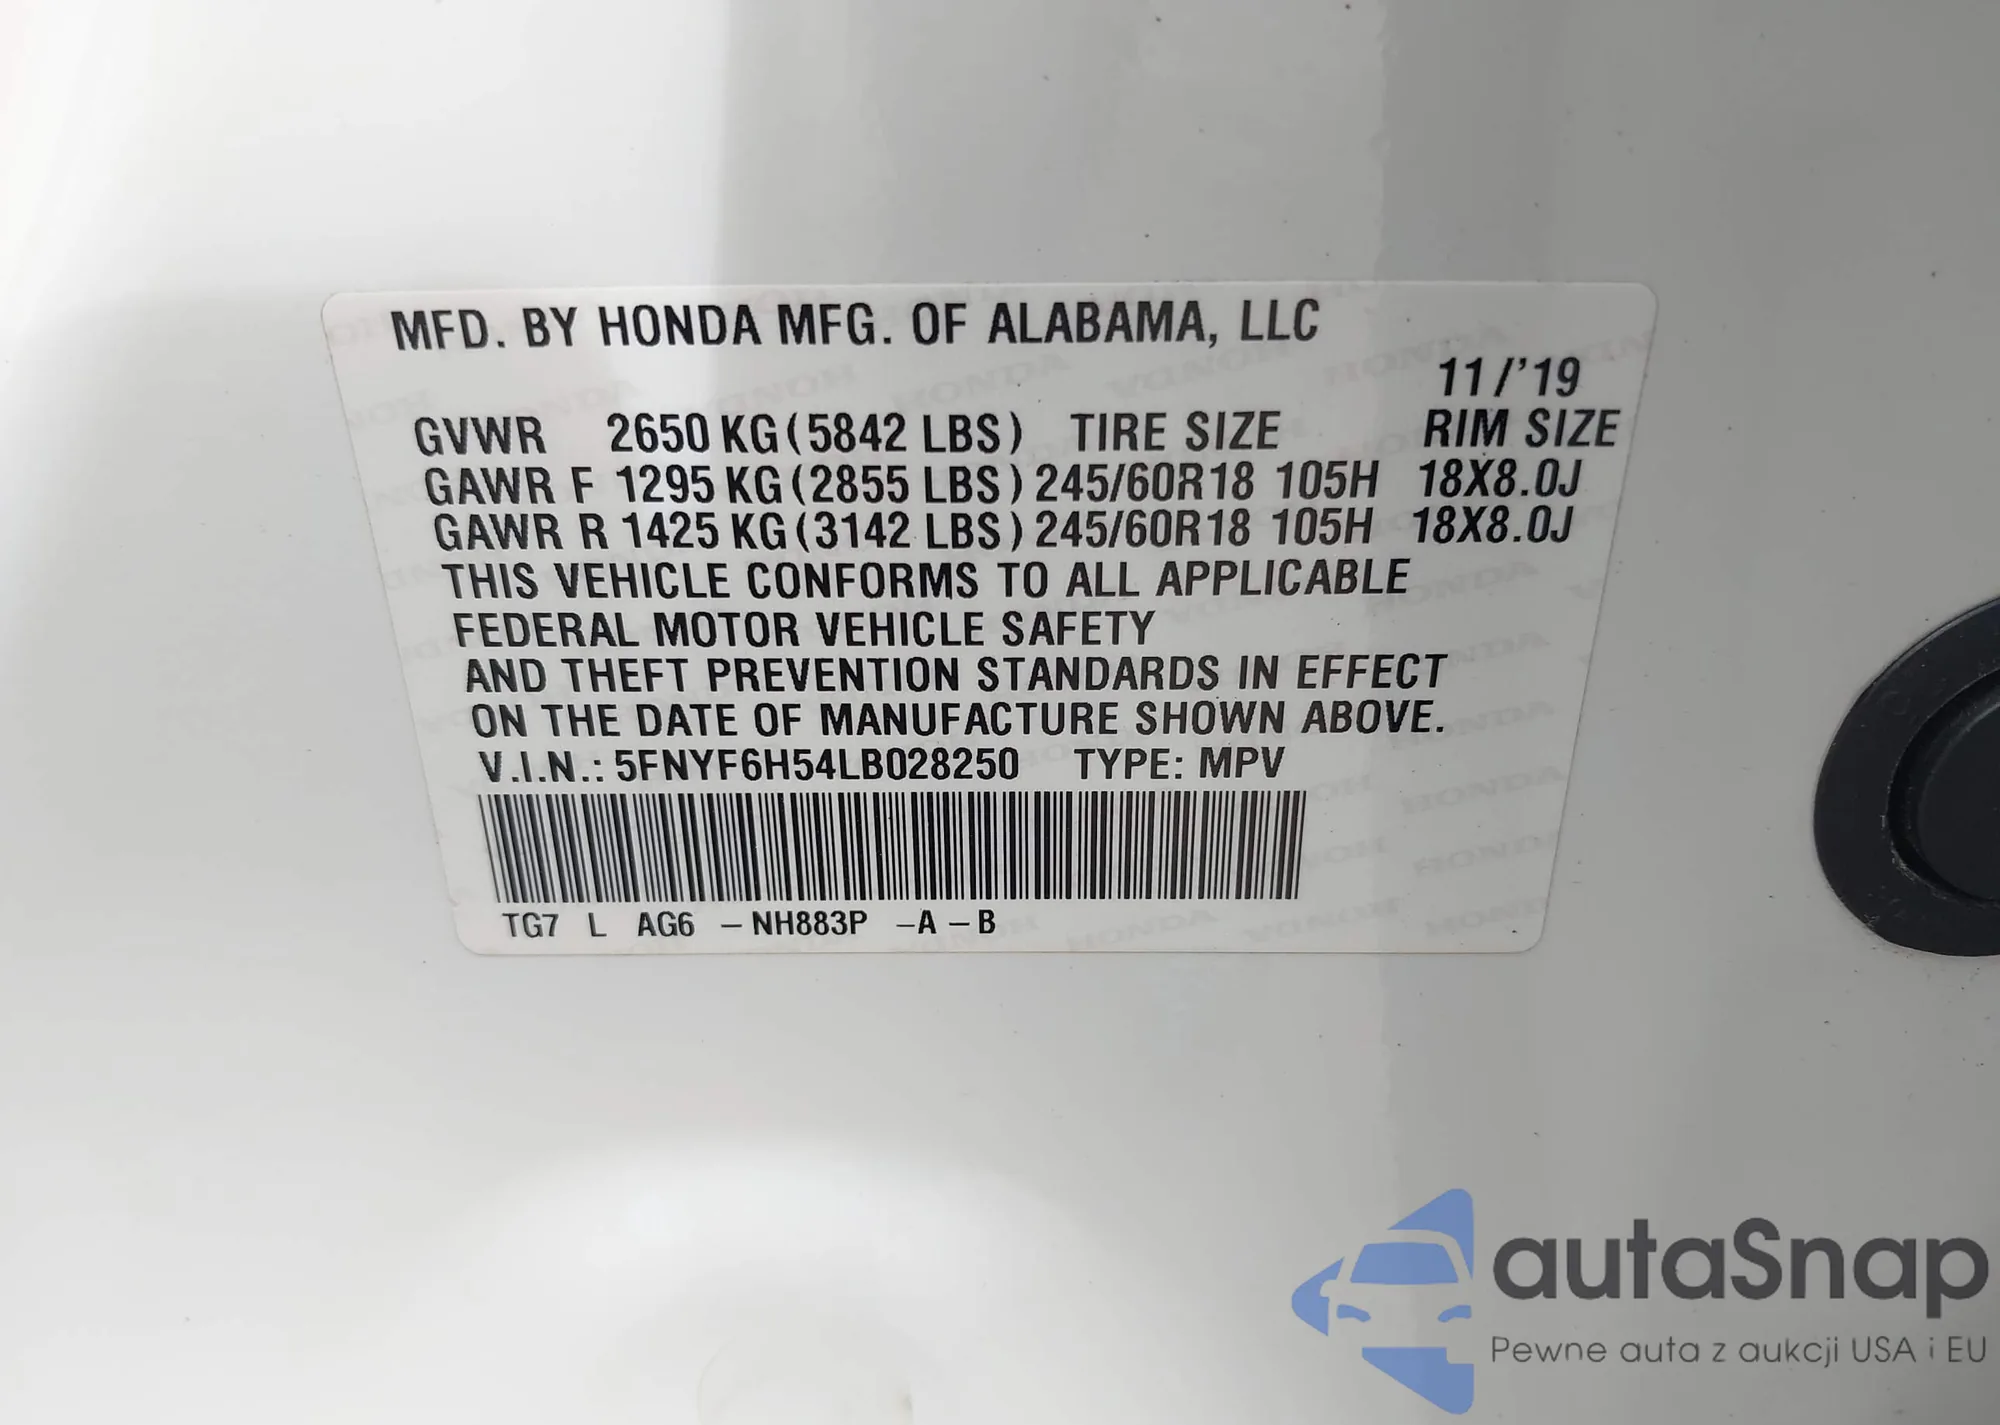 MFD. BY HONDA MFG. OF ALABAMA, LLC
11/'19
GVWR 2650 KG (5842 LBS) TIRE SIZE RIM SIZE
GAWR F 1295 KG (2855 LBS) 245/60R18 105H 18X8.0J
GAWR R 1425 KG (3142 LBS) 245/60R18 105H 18X8.0J
THIS VEHICLE CONFORMS TO ALL APPLICABLE
FEDERAL MOTOR VEHICLE SAFETY
AND THEFT PREVENTION STANDARDS IN EFFECT
ON THE DATE OF MANUFACTURE SHOWN ABOVE.
V.I.N.: 5FNYF6H54LB028250 TYPE: MPV
TG7 L AG6 – NH883P –A – B
autaSnap
Pewne auta z aukcji USA i EU